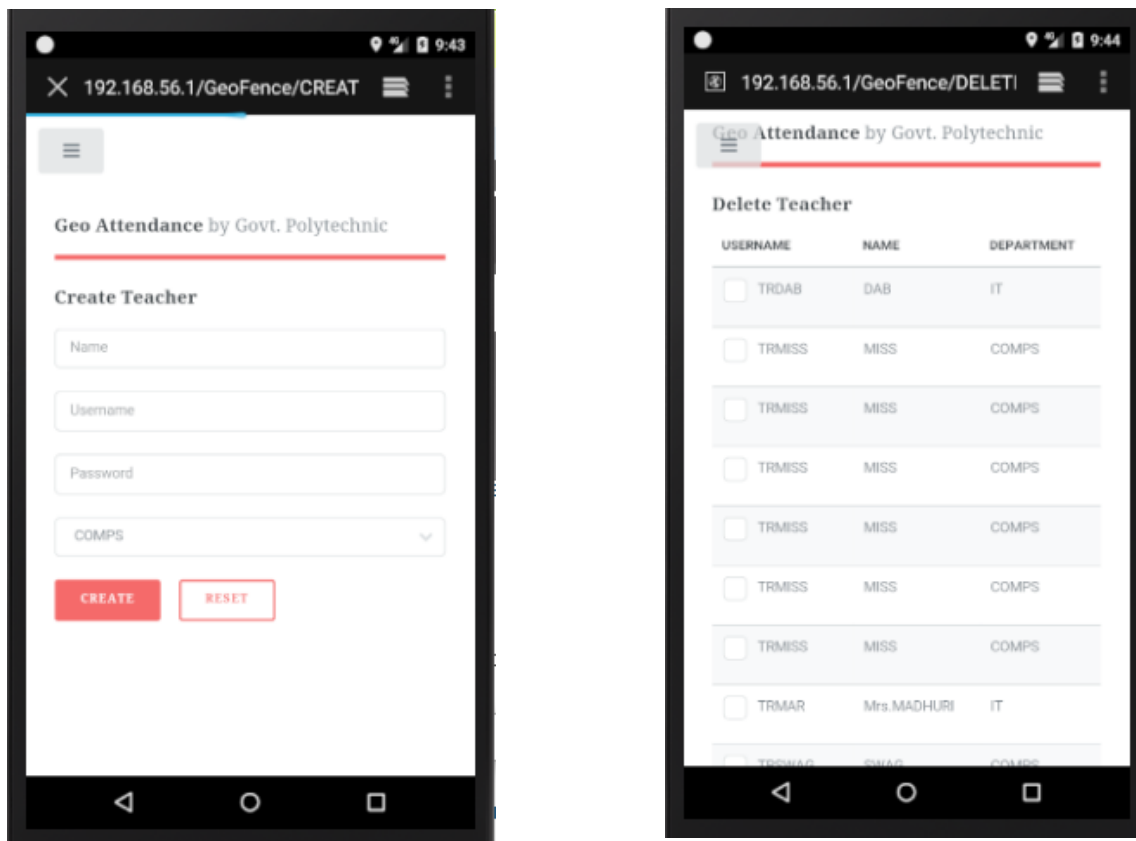 9:43
192.168.56.1/GeoFence/CREAT
Geo Attendance by Govt. Polytechnic
Create Teacher
Name
Username
Password
COMPS
CREATE RESET
9:44
192.168.56.1/GeoFence/DELETI
Geo Attendance by Govt. Polytechnic
Delete Teacher
USERNAME NAME DEPARTMENT
TRDAB DAB IT
TRMISS MISS COMPS
TRMISS MISS COMPS
TRMISS MISS COMPS
TRMISS MISS COMPS
TRMISS MISS COMPS
TRMISS MISS COMPS
TRMAR Mrs.MADHURI IT
TRSWAG SWAG COMPS